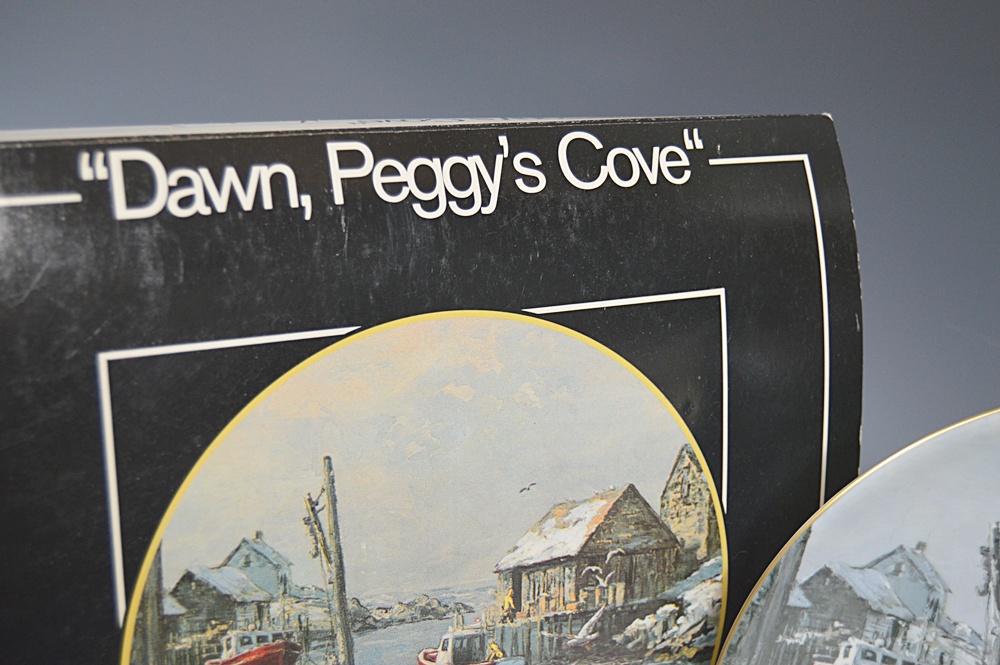 “Dawn, Peggy’s Cove“